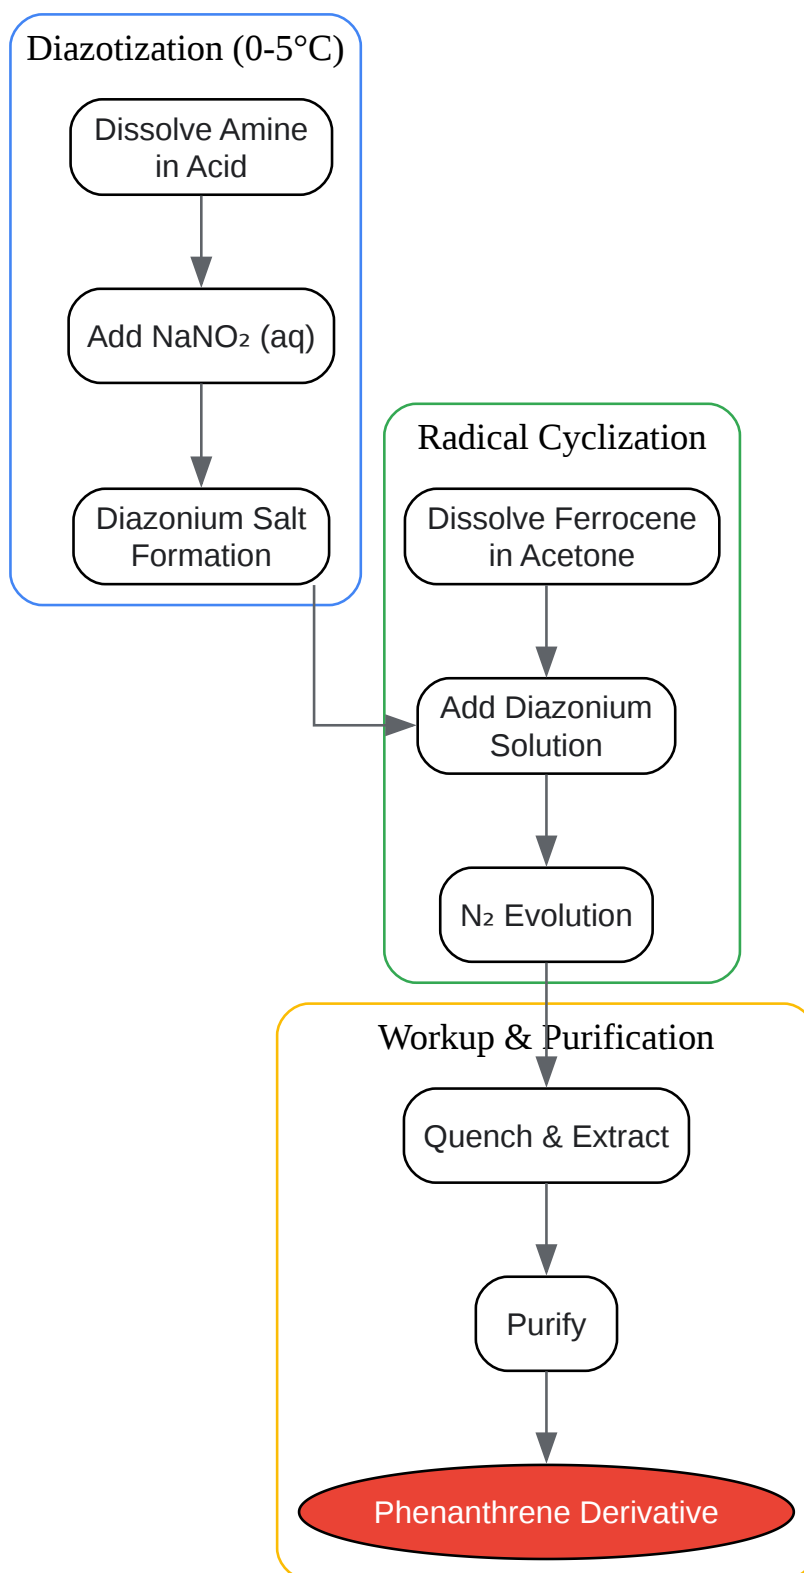 Diazotization (0-5°C)
Dissolve Amine
in Acid
Add NaNO₂ (aq)
Diazonium Salt
Formation
Radical Cyclization
Dissolve Ferrocene
in Acetone
Add Diazonium
Solution
N₂ Evolution
Workup & Purification
Quench & Extract
Purify
Phenanthrene Derivative